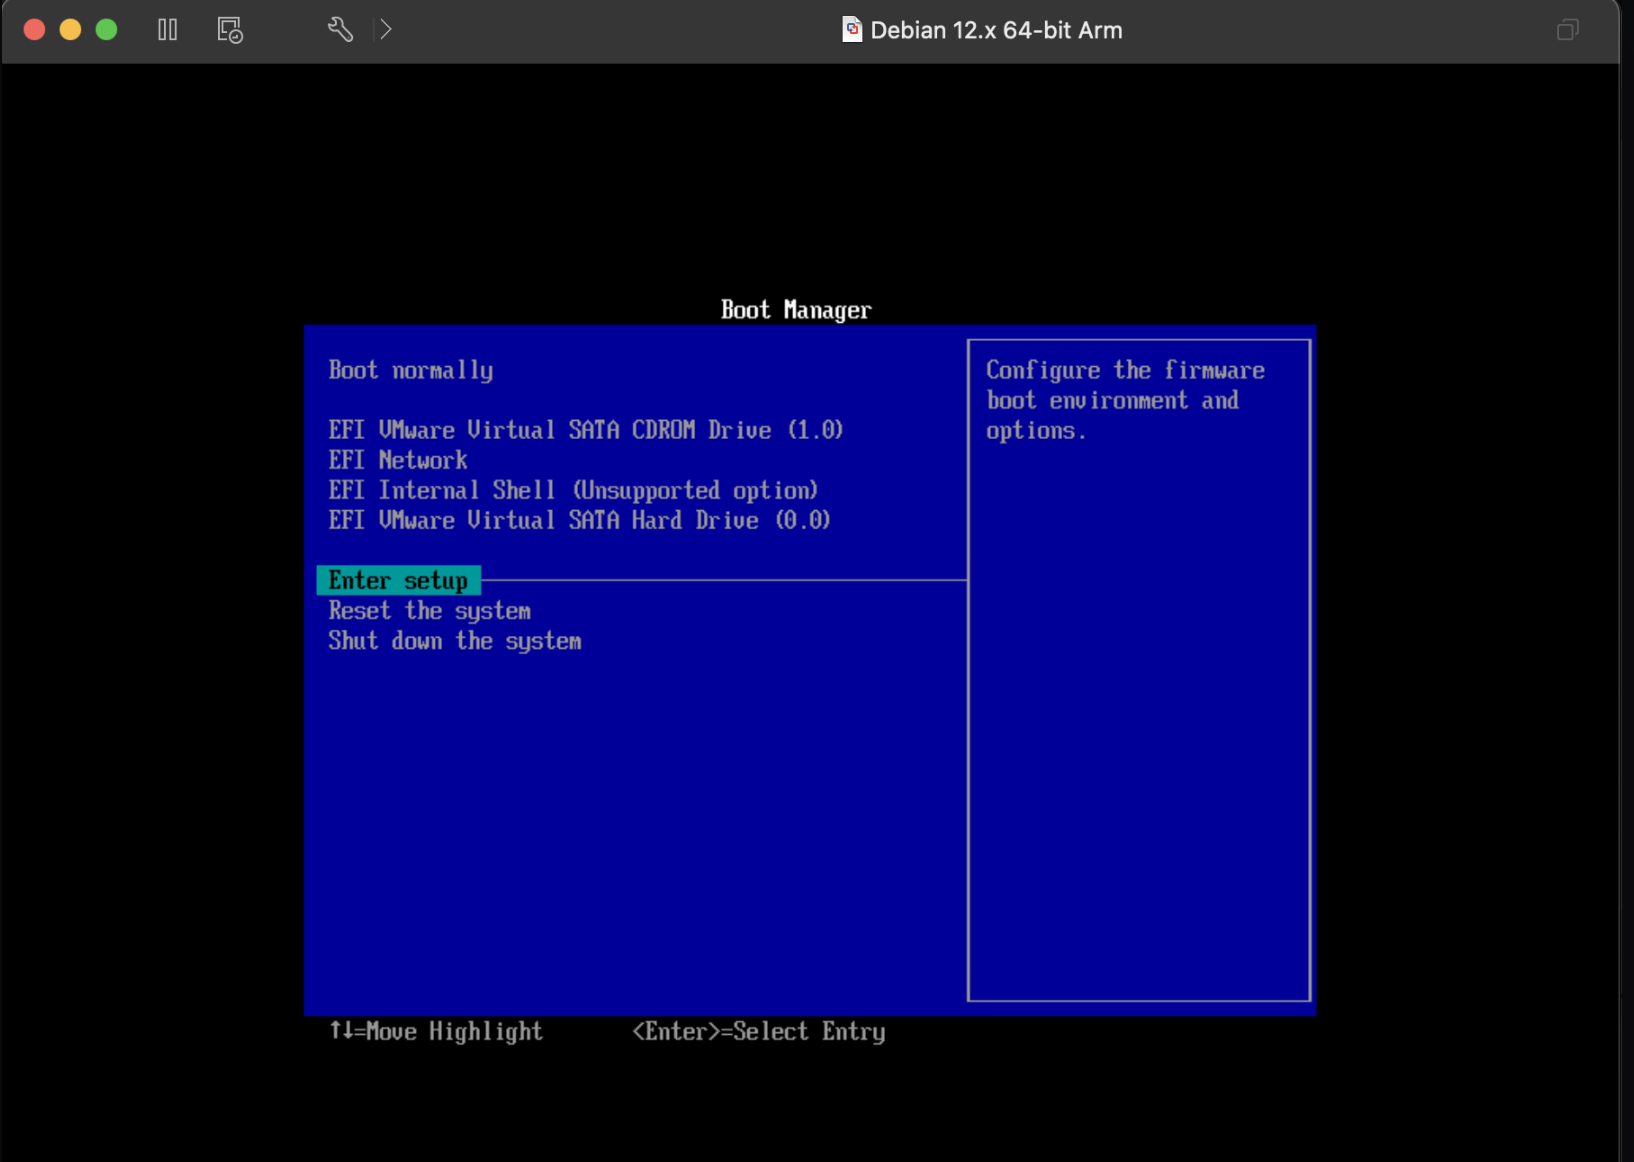 Debian 12.x 64-bit Arm
Boot Manager
Boot normally
EFI VMware Virtual SATA CDROM Drive (1.0)
EFI Network
EFI Internal Shell (Unsupported option)
EFI VMware Virtual SATA Hard Drive (0.0)
Enter setup
Reset the system
Shut down the system
Configure the firmware
boot environment and
options.
↑↓=Move Highlight <Enter>=Select Entry